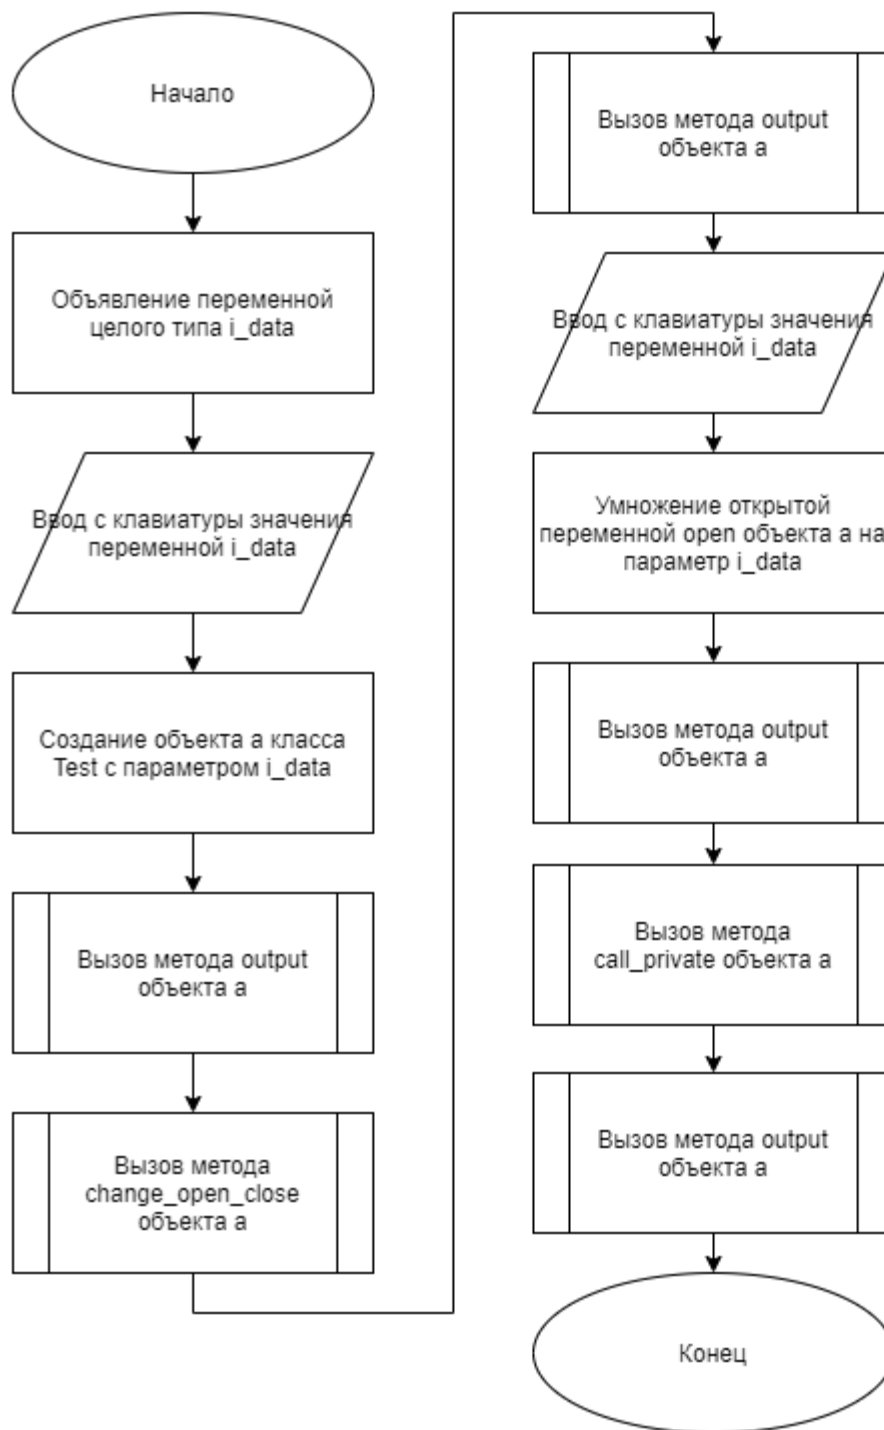 Начало
Объявление переменной
целого типа i_data
Ввод с клавиатуры значения
переменной i_data
Создание объекта а класса
Test с параметром i_data
Вызов метода output
объекта а
Вызов метода
change_open_close
объекта а
Вызов метода output
объекта а
Ввод с клавиатуры значения
переменной i_data
Умножение открытой
переменной open объекта а на
параметр i_data
Вызов метода output
объекта а
Вызов метода
call_private объекта а
Вызов метода output
объекта а
Конец